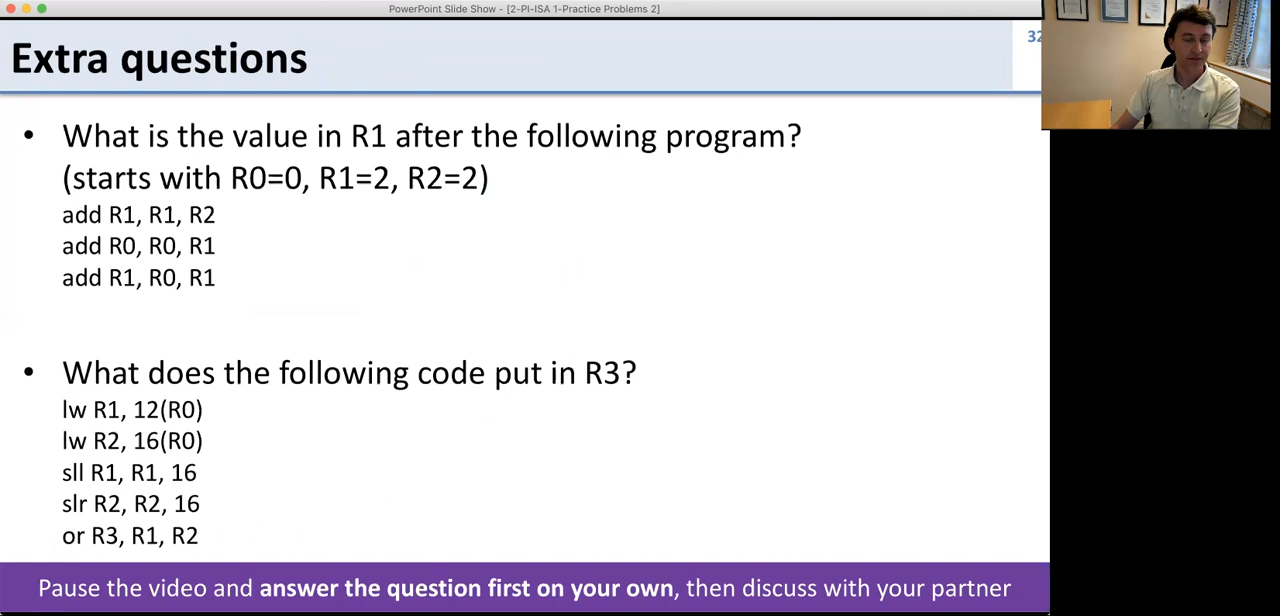 PowerPoint Slide Show - [2-PI-ISA 1-Practice Problems 2]
Extra questions
32
• What is the value in R1 after the following program?
(starts with R0=0, R1=2, R2=2)
add R1, R1, R2
add R0, R0, R1
add R1, R0, R1
• What does the following code put in R3?
lw R1, 12(R0)
lw R2, 16(R0)
sll R1, R1, 16
slr R2, R2, 16
or R3, R1, R2
Pause the video and answer the question first on your own, then discuss with your partner